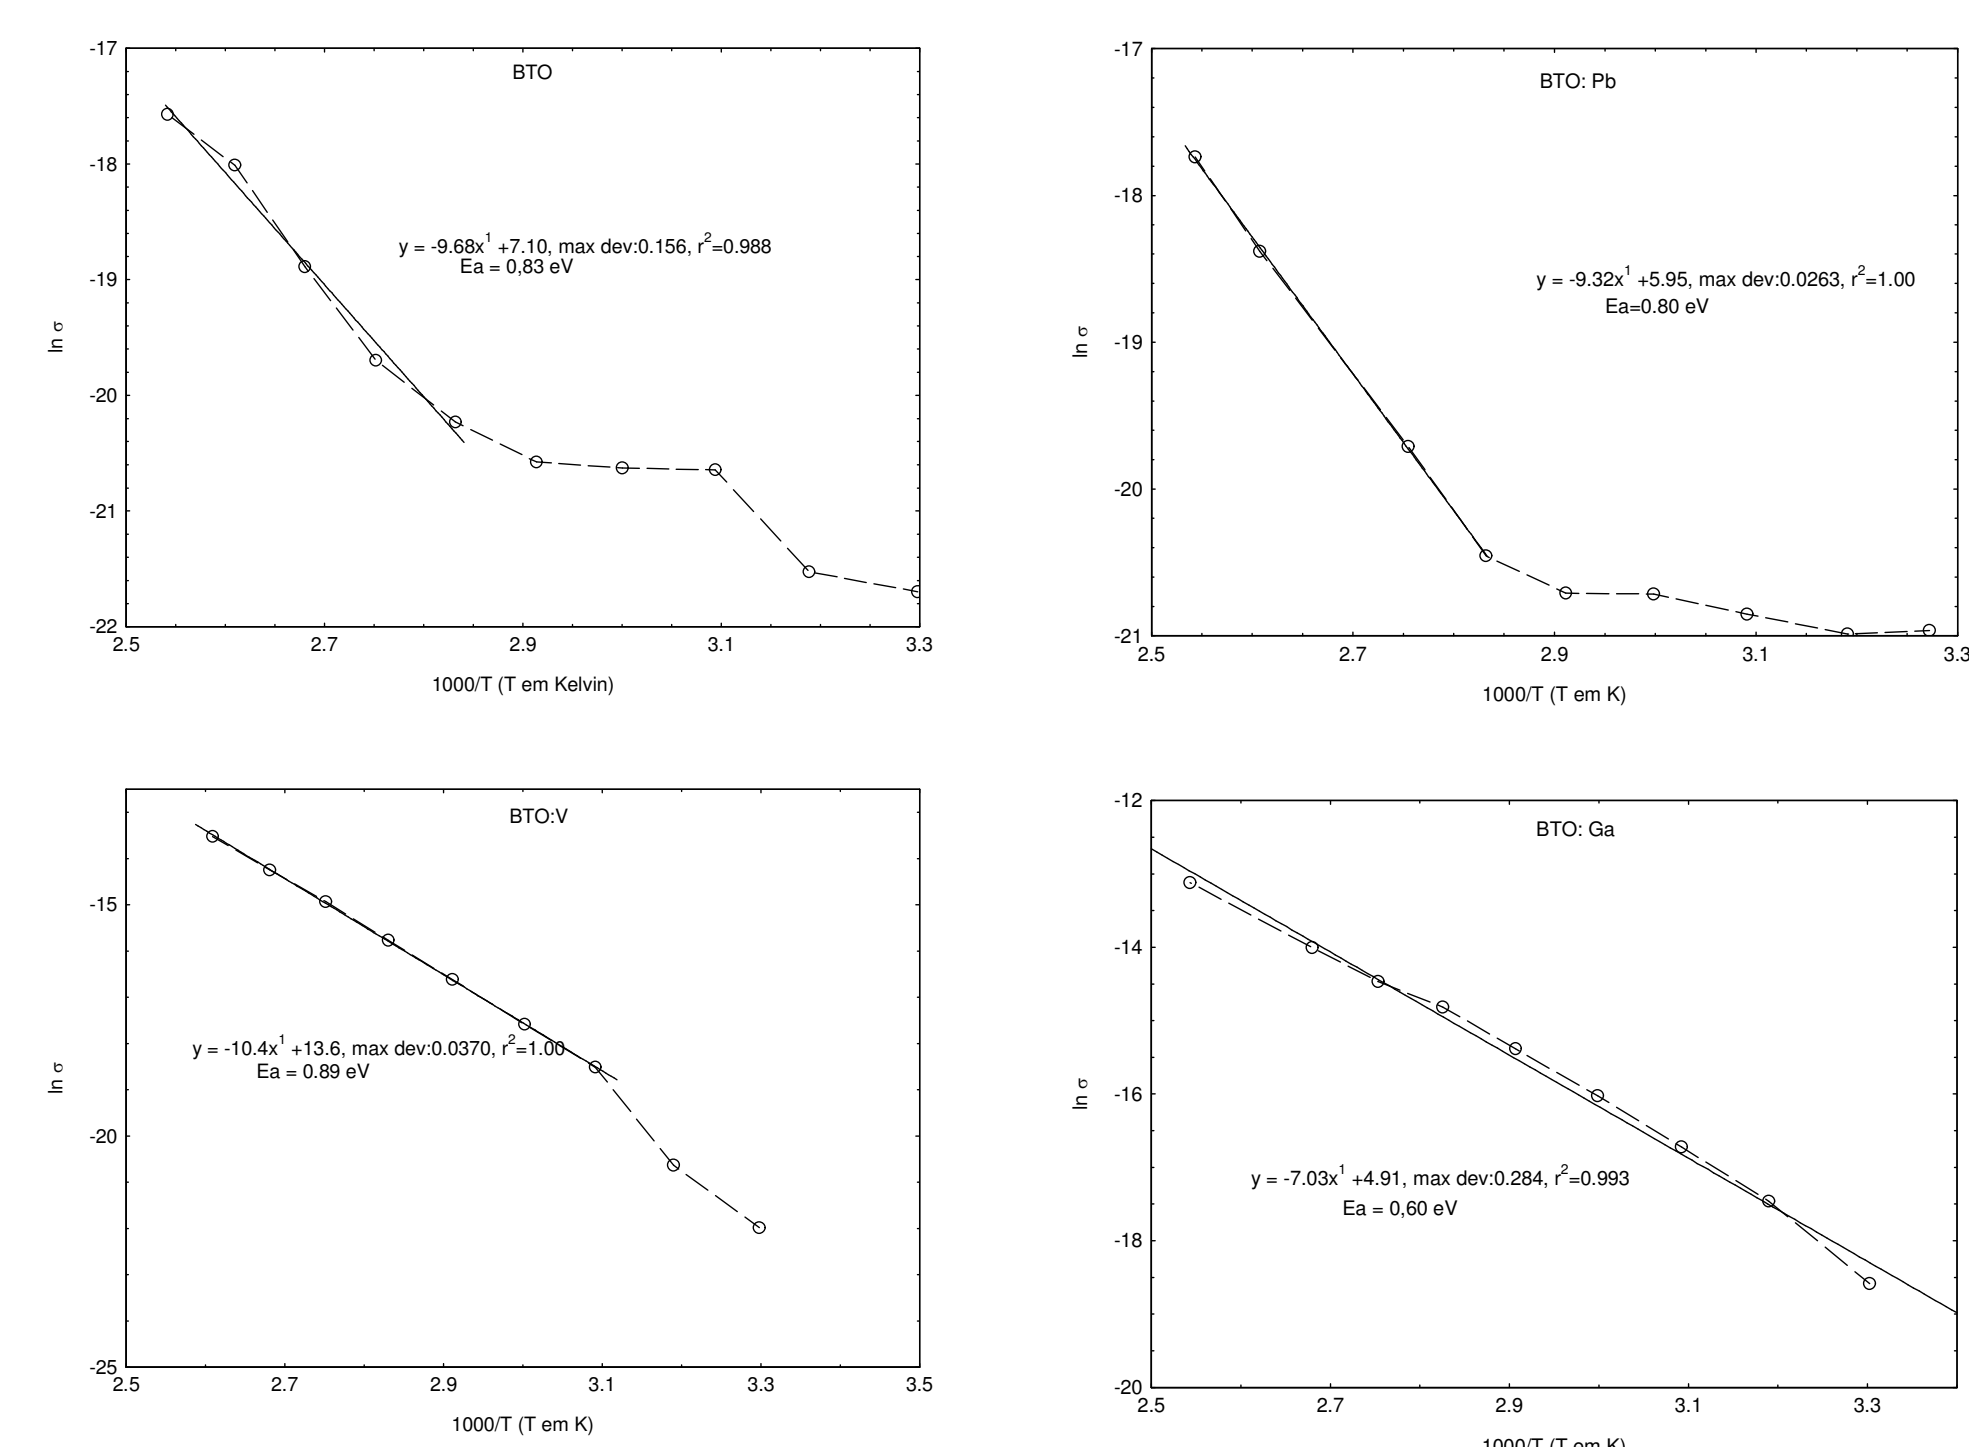 -17
BTO
-18
y = -9.68x1 +7.10, max dev:0.156, r2=0.988
Ea = 0,83 eV
-19
ln σ
-20
-21
-22
2.5 2.7 2.9 3.1 3.3
1000/T (T em Kelvin)
-17
BTO: Pb
-18
y = -9.32x1 +5.95, max dev:0.0263, r2=1.00
Ea=0.80 eV
-19
ln σ
-20
-21
2.5 2.7 2.9 3.1 3.3
1000/T (T em K)
BTO:V
-15
y = -10.4x1 +13.6, max dev:0.0370, r2=1.00
Ea = 0.89 eV
ln σ
-20
-25
2.5 2.7 2.9 3.1 3.3 3.5
1000/T (T em K)
-12
BTO: Ga
-14
ln σ
-16
y = -7.03x1 +4.91, max dev:0.284, r2=0.993
Ea = 0,60 eV
-18
-20
2.5 2.7 2.9 3.1 3.3
1000/T (T em K)